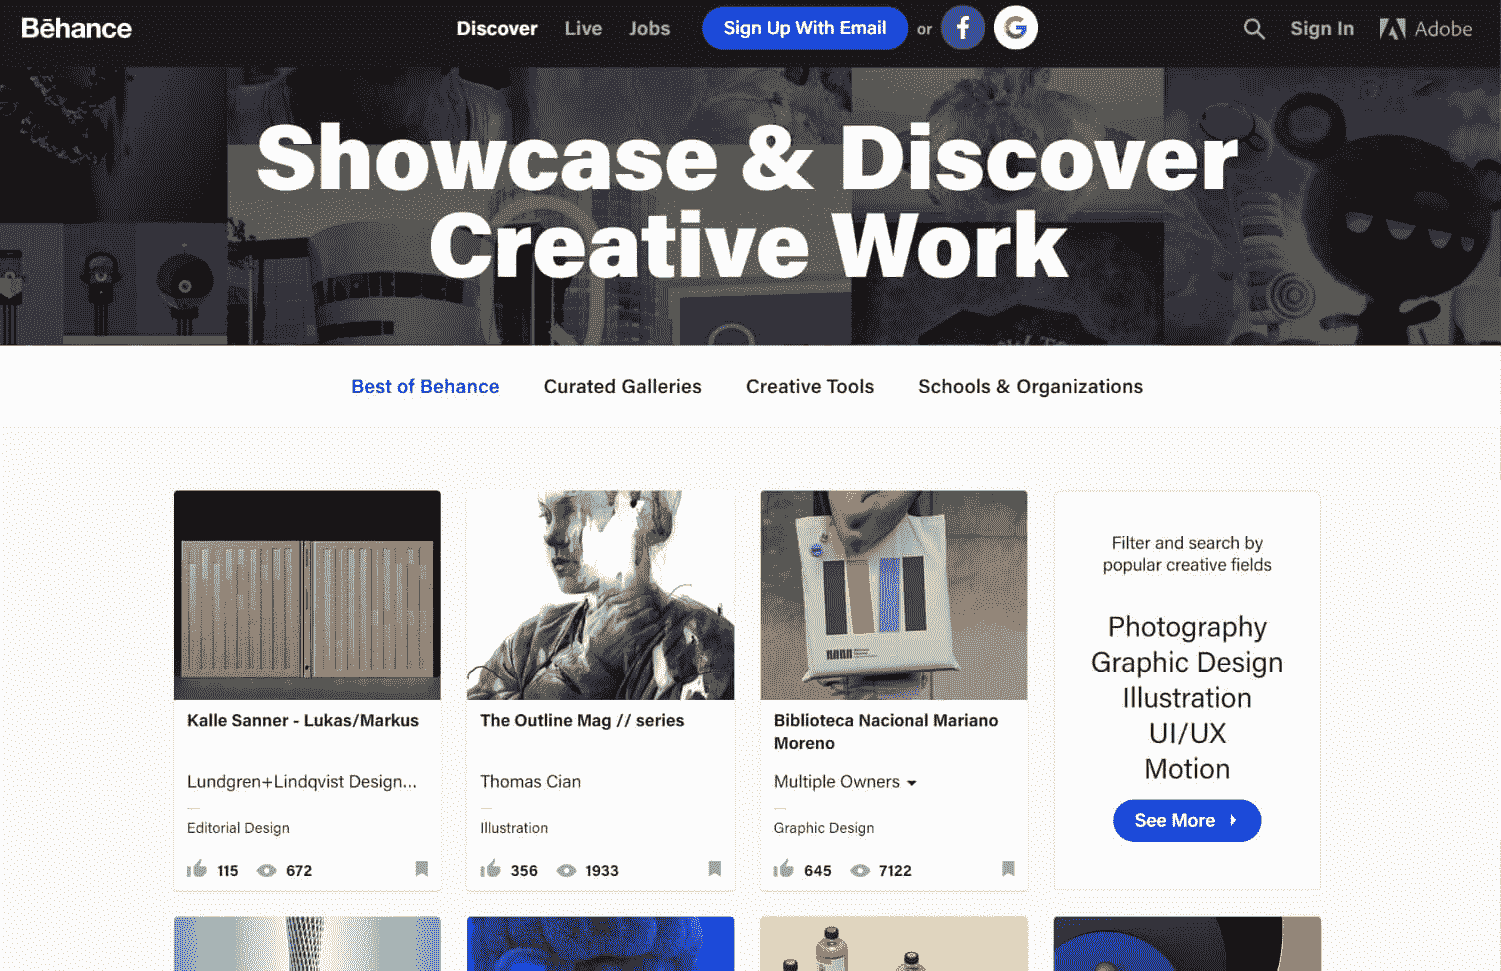 Bēhance
Discover
Live
Jobs
Sign Up With Email
or
f
G
Sign In
Adobe
Showcase & Discover
Creative Work
Best of Behance
Curated Galleries
Creative Tools
Schools & Organizations
Kalle Sanner - Lukas/Markus
Lundgren+Lindqvist Design...
Editorial Design
115
672
The Outline Mag // series
Thomas Cian
Illustration
356
1933
Biblioteca Nacional Mariano
Moreno
Multiple Owners
Graphic Design
645
7122
Filter and search by
popular creative fields
Photography
Graphic Design
Illustration
UI/UX
Motion
See More